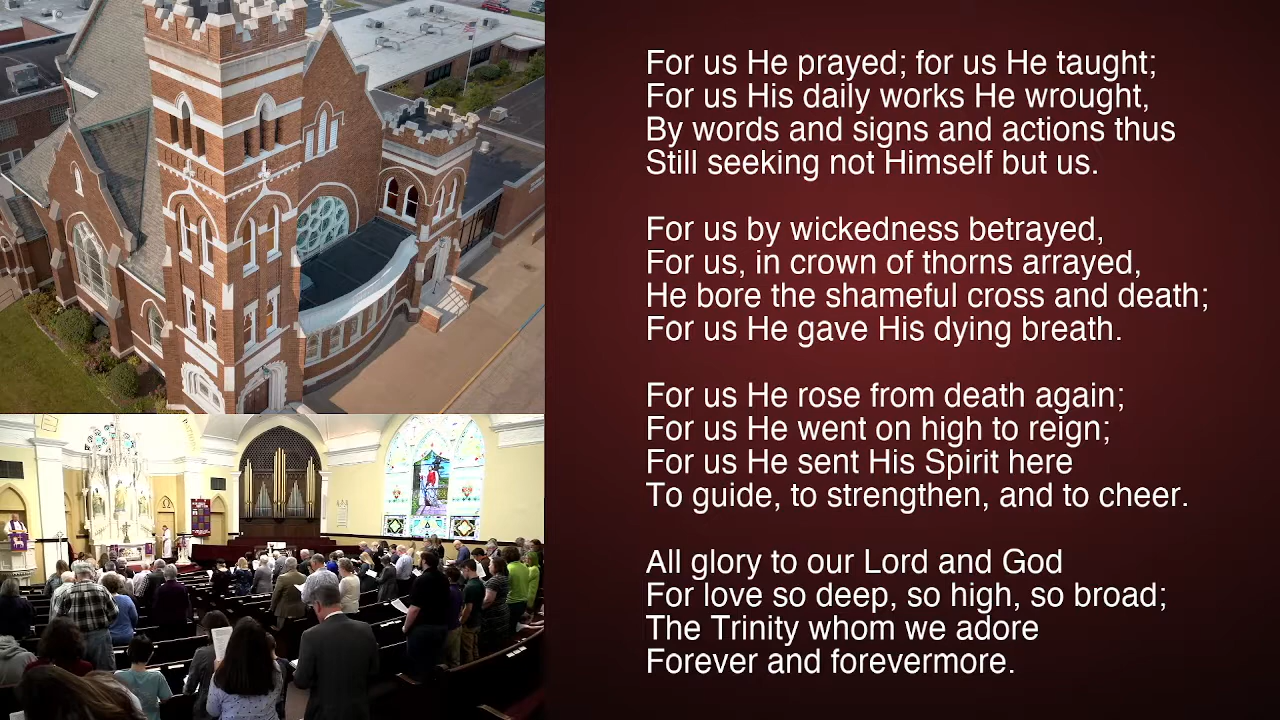 For us He prayed; for us He taught;
For us His daily works He wrought,
By words and signs and actions thus
Still seeking not Himself but us.
For us by wickedness betrayed,
For us, in crown of thorns arrayed,
He bore the shameful cross and death;
For us He gave His dying breath.
For us He rose from death again;
For us He went on high to reign;
For us He sent His Spirit here
To guide, to strengthen, and to cheer.
All glory to our Lord and God
For love so deep, so high, so broad;
The Trinity whom we adore
Forever and forevermore.